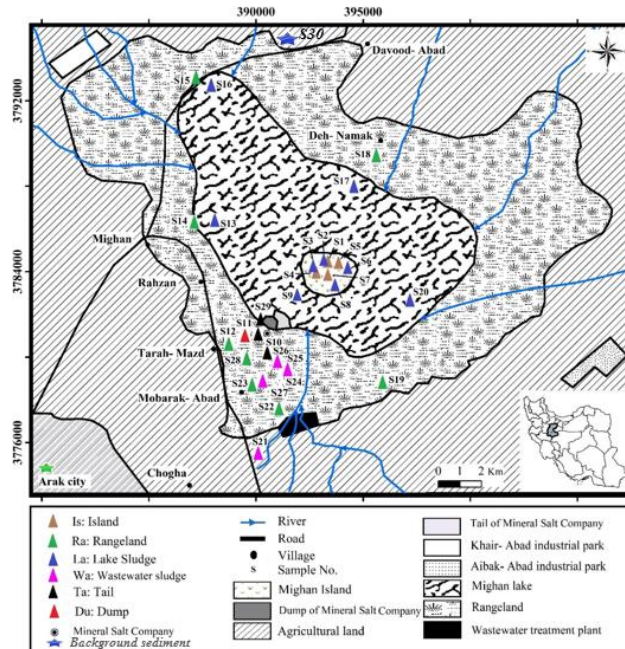 390000 395000
S30
Davood- Abad
S15
S16
3792000
Deh- Namak
S18
S17
S14
S13
Mighan
S2
S3 S1
S5
S6
3784000
S4
S7
Rahzan
S9 S8
S20
S29
S11
S12
S10
Tarah- Mazd
S26
S28 S25
S23 S24
S19
S27
Mobarak- Abad
S22
3776000
S21
Arak city
Chogha
0 1 2 Km
Is: Island
Ra: Rangeland
La: Lake Sludge
Wa: Wastewater sludge
Ta: Tail
Du: Dump
Mineral Salt Company
Background sediment
River
Road
Village
S Sample No.
Mighan Island
Dump of Mineral Salt Company
Agricultural land
Tail of Mineral Salt Company
Khair- Abad industrial park
Aibak- Abad industrial park
Mighan lake
Rangeland
Wastewater treatment plant